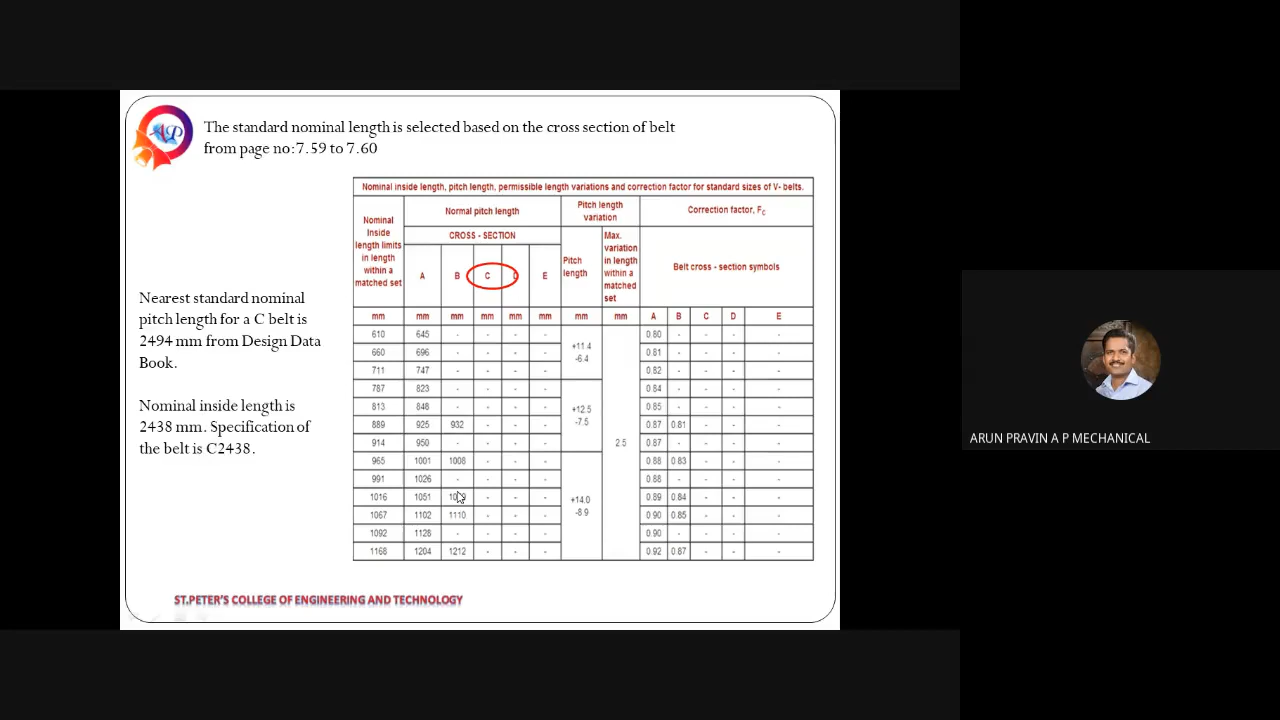 AP
The standard nominal length is selected based on the cross section of belt
from page no:7.59 to 7.60
Nearest standard nominal
pitch length for a C belt is
2494 mm from Design Data
Book.
Nominal inside length is
2438 mm. Specification of
the belt is C2438.
Nominal inside length, pitch length, permissible length variations and correction factor for standard sizes of V- belts.
Nominal
Inside
length limits
in length
within a
matched set
Normal pitch length
Pitch length
variation
Correction factor, FC
CROSS - SECTION
Pitch
length
Max.
variation
in length
within a
matched
set
Belt cross - section symbols
A B C E
mm mm mm mm mm mm mm mm A B C D E
610 645 - - - - 0.80 - - - -
660 696 - - - - +11.4 0.81 - - - -
-6.4
711 747 - - - - 0.82 - - - -
787 823 - - - - 0.84 - - - -
813 848 - - - - +12.5 0.85 - - - -
889 925 932 - - - -7.5 0.87 0.81 - - -
914 950 - - - - 2.5 0.87 - - - -
965 1001 1008 - - - 0.88 0.83 - - -
991 1026 - - - - 0.88 - - - -
1016 1051 - - - +14.0 0.89 0.84 - - -
1067 1102 1110 - - - -8.9 0.90 0.85 - - -
1092 1128 - - - - 0.90 - - - -
1168 1204 1212 - - - 0.92 0.87 - - -
ST.PETER'S COLLEGE OF ENGINEERING AND TECHNOLOGY
ARUN PRAVIN A P MECHANICAL